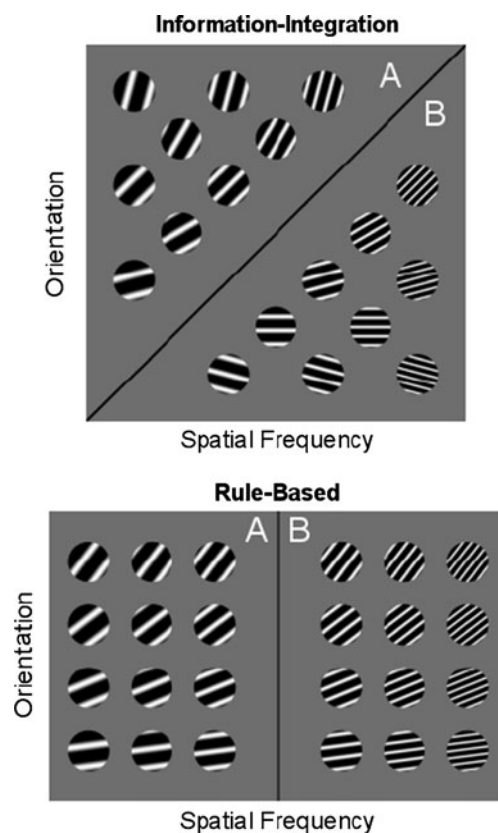 Information-Integration
A
B
Orientation
Spatial Frequency
Rule-Based
A B
Orientation
Spatial Frequency